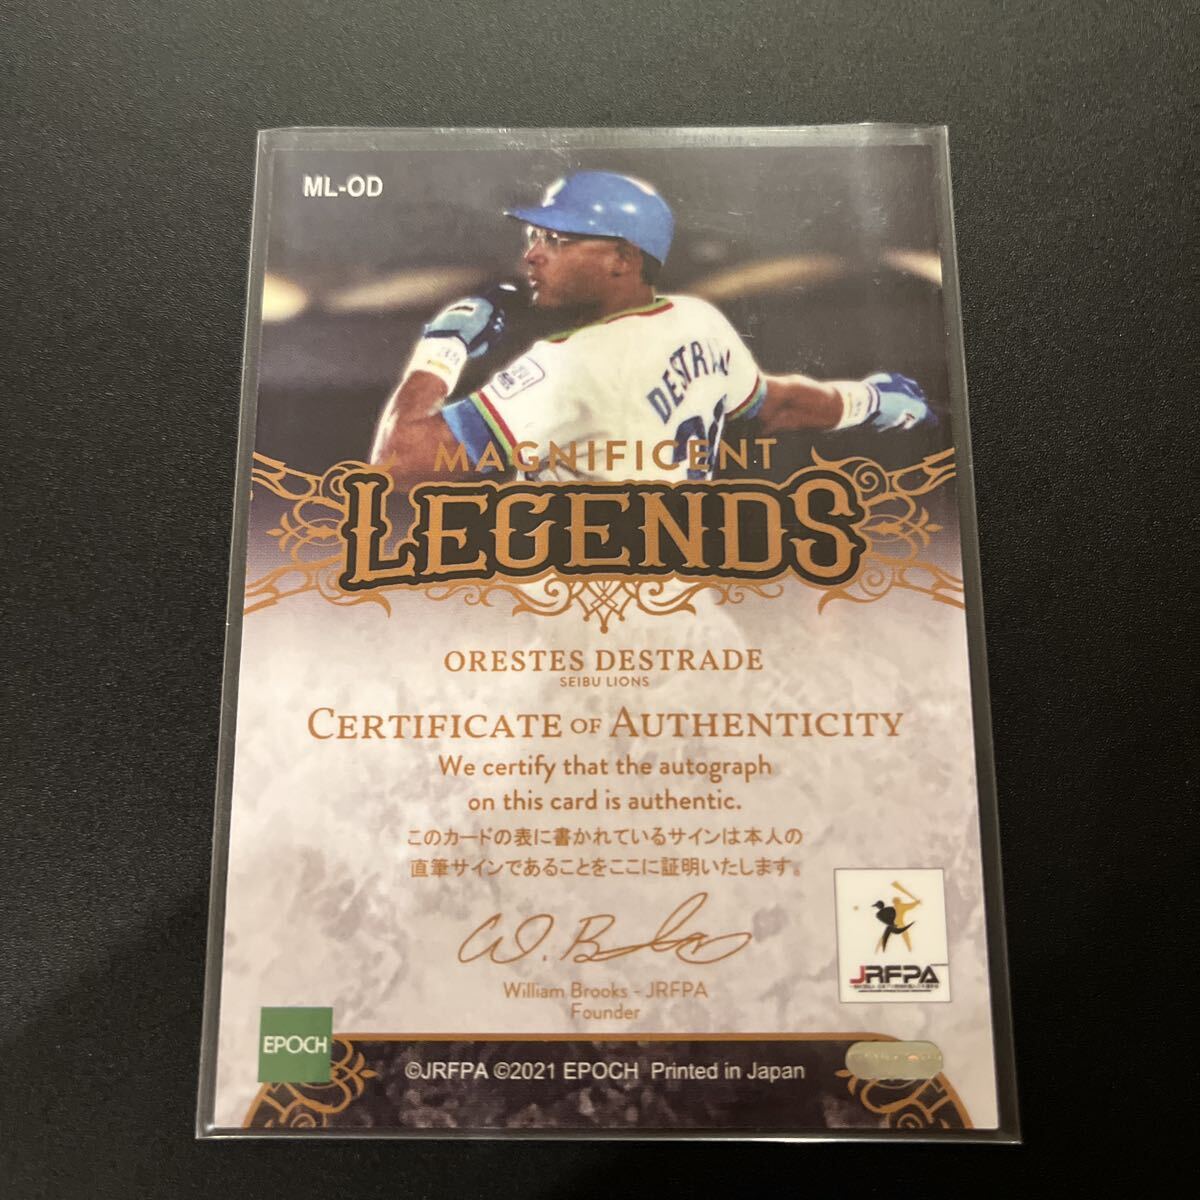 ML-OD
MAGNIFICENT
LEGENDS
ORESTES DESTRADE
SEIBU LIONS
CERTIFICATE OF AUTHENTICITY
We certify that the autograph
on this card is authentic.
このカードの表に書かれているサインは本人の
直筆サインであることをここに証明いたします。
William Brooks - JRFPA
Founder
JRFPA
EPOCH
©JRFPA ©2021 EPOCH Printed in Japan